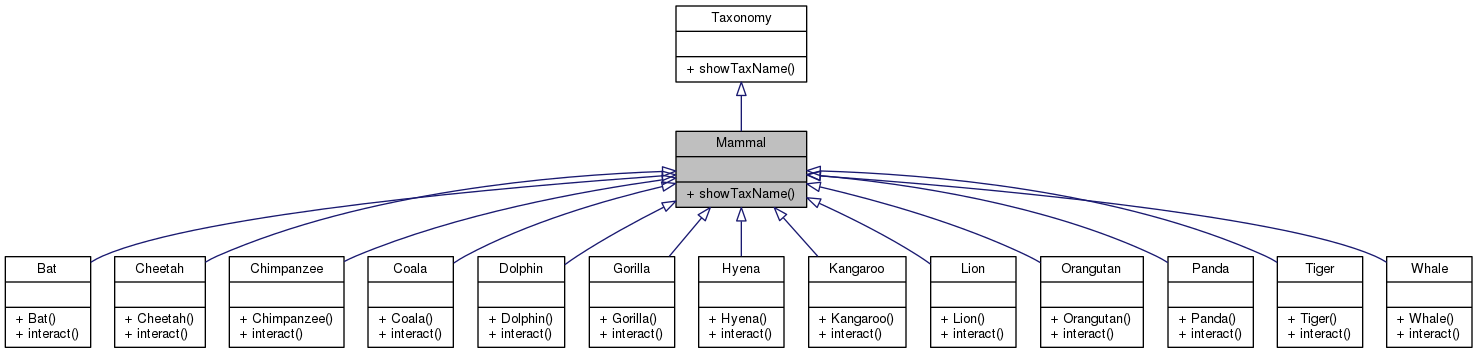 Taxonomy
+ showTaxName()
Mammal
+ showTaxName()
Bat
+ Bat()
+ interact()
Cheetah
+ Cheetah()
+ interact()
Chimpanzee
+ Chimpanzee()
+ interact()
Coala
+ Coala()
+ interact()
Dolphin
+ Dolphin()
+ interact()
Gorilla
+ Gorilla()
+ interact()
Hyena
+ Hyena()
+ interact()
Kangaroo
+ Kangaroo()
+ interact()
Lion
+ Lion()
+ interact()
Orangutan
+ Orangutan()
+ interact()
Panda
+ Panda()
+ interact()
Tiger
+ Tiger()
+ interact()
Whale
+ Whale()
+ interact()